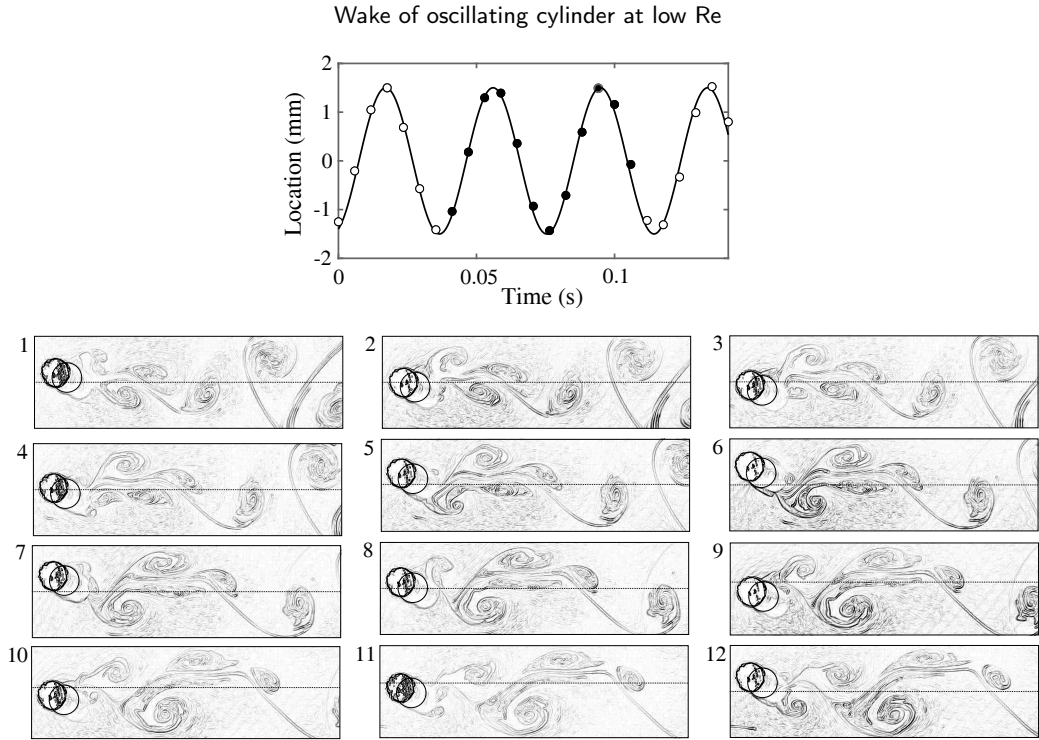 Wake of oscillating cylinder at low Re
2
1
0
-1
-2
Location (mm)
0 0.05 0.1
Time (s)
1 2 3
4 5 6
7 8 9
10 11 12